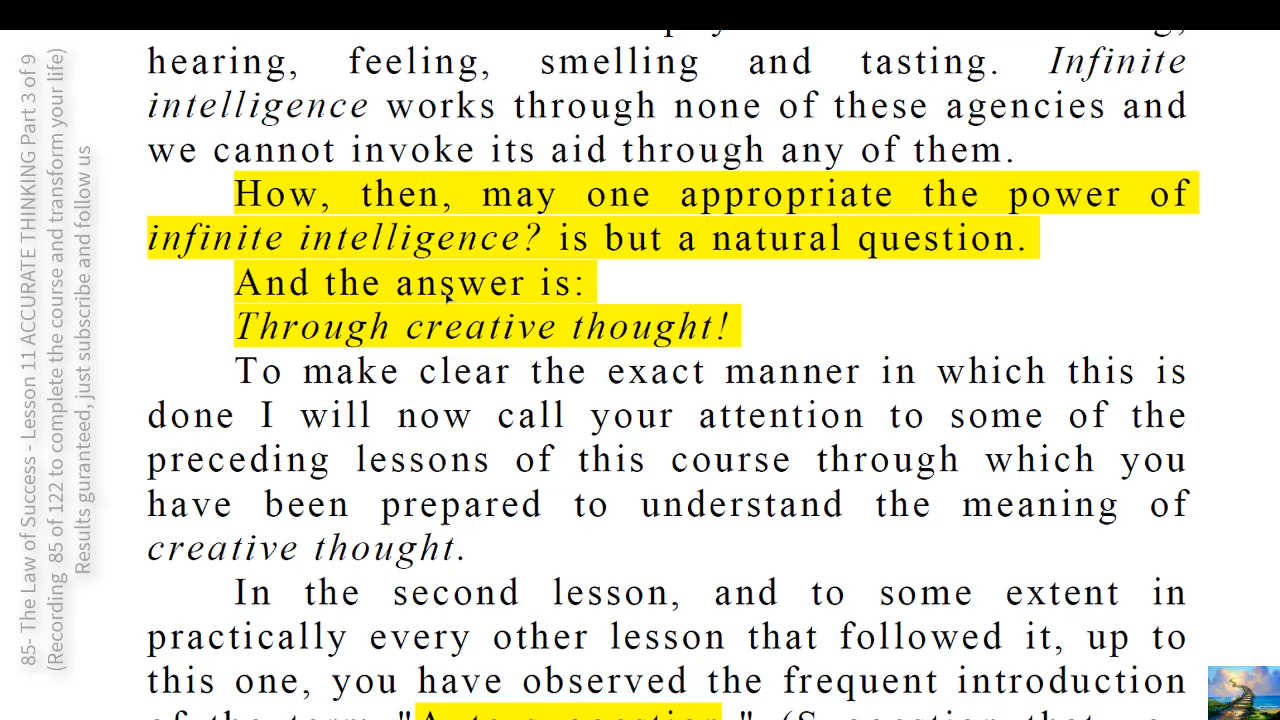 hearing, feeling, smelling and tasting. Infinite
intelligence works through none of these agencies and
we cannot invoke its aid through any of them.
How, then, may one appropriate the power of
infinite intelligence? is but a natural question.
And the answer is:
Through creative thought!
To make clear the exact manner in which this is
done I will now call your attention to some of the
preceding lessons of this course through which you
have been prepared to understand the meaning of
creative thought.
In the second lesson, and to some extent in
practically every other lesson that followed it, up to
this one, you have observed the frequent introduction
85- The Law of Success - Lesson 11 ACCURATE THINKING Part 3 of 9
(Recording 85 of 122 to complete the course and transform your life)
Results guranteed, just subscribe and follow us